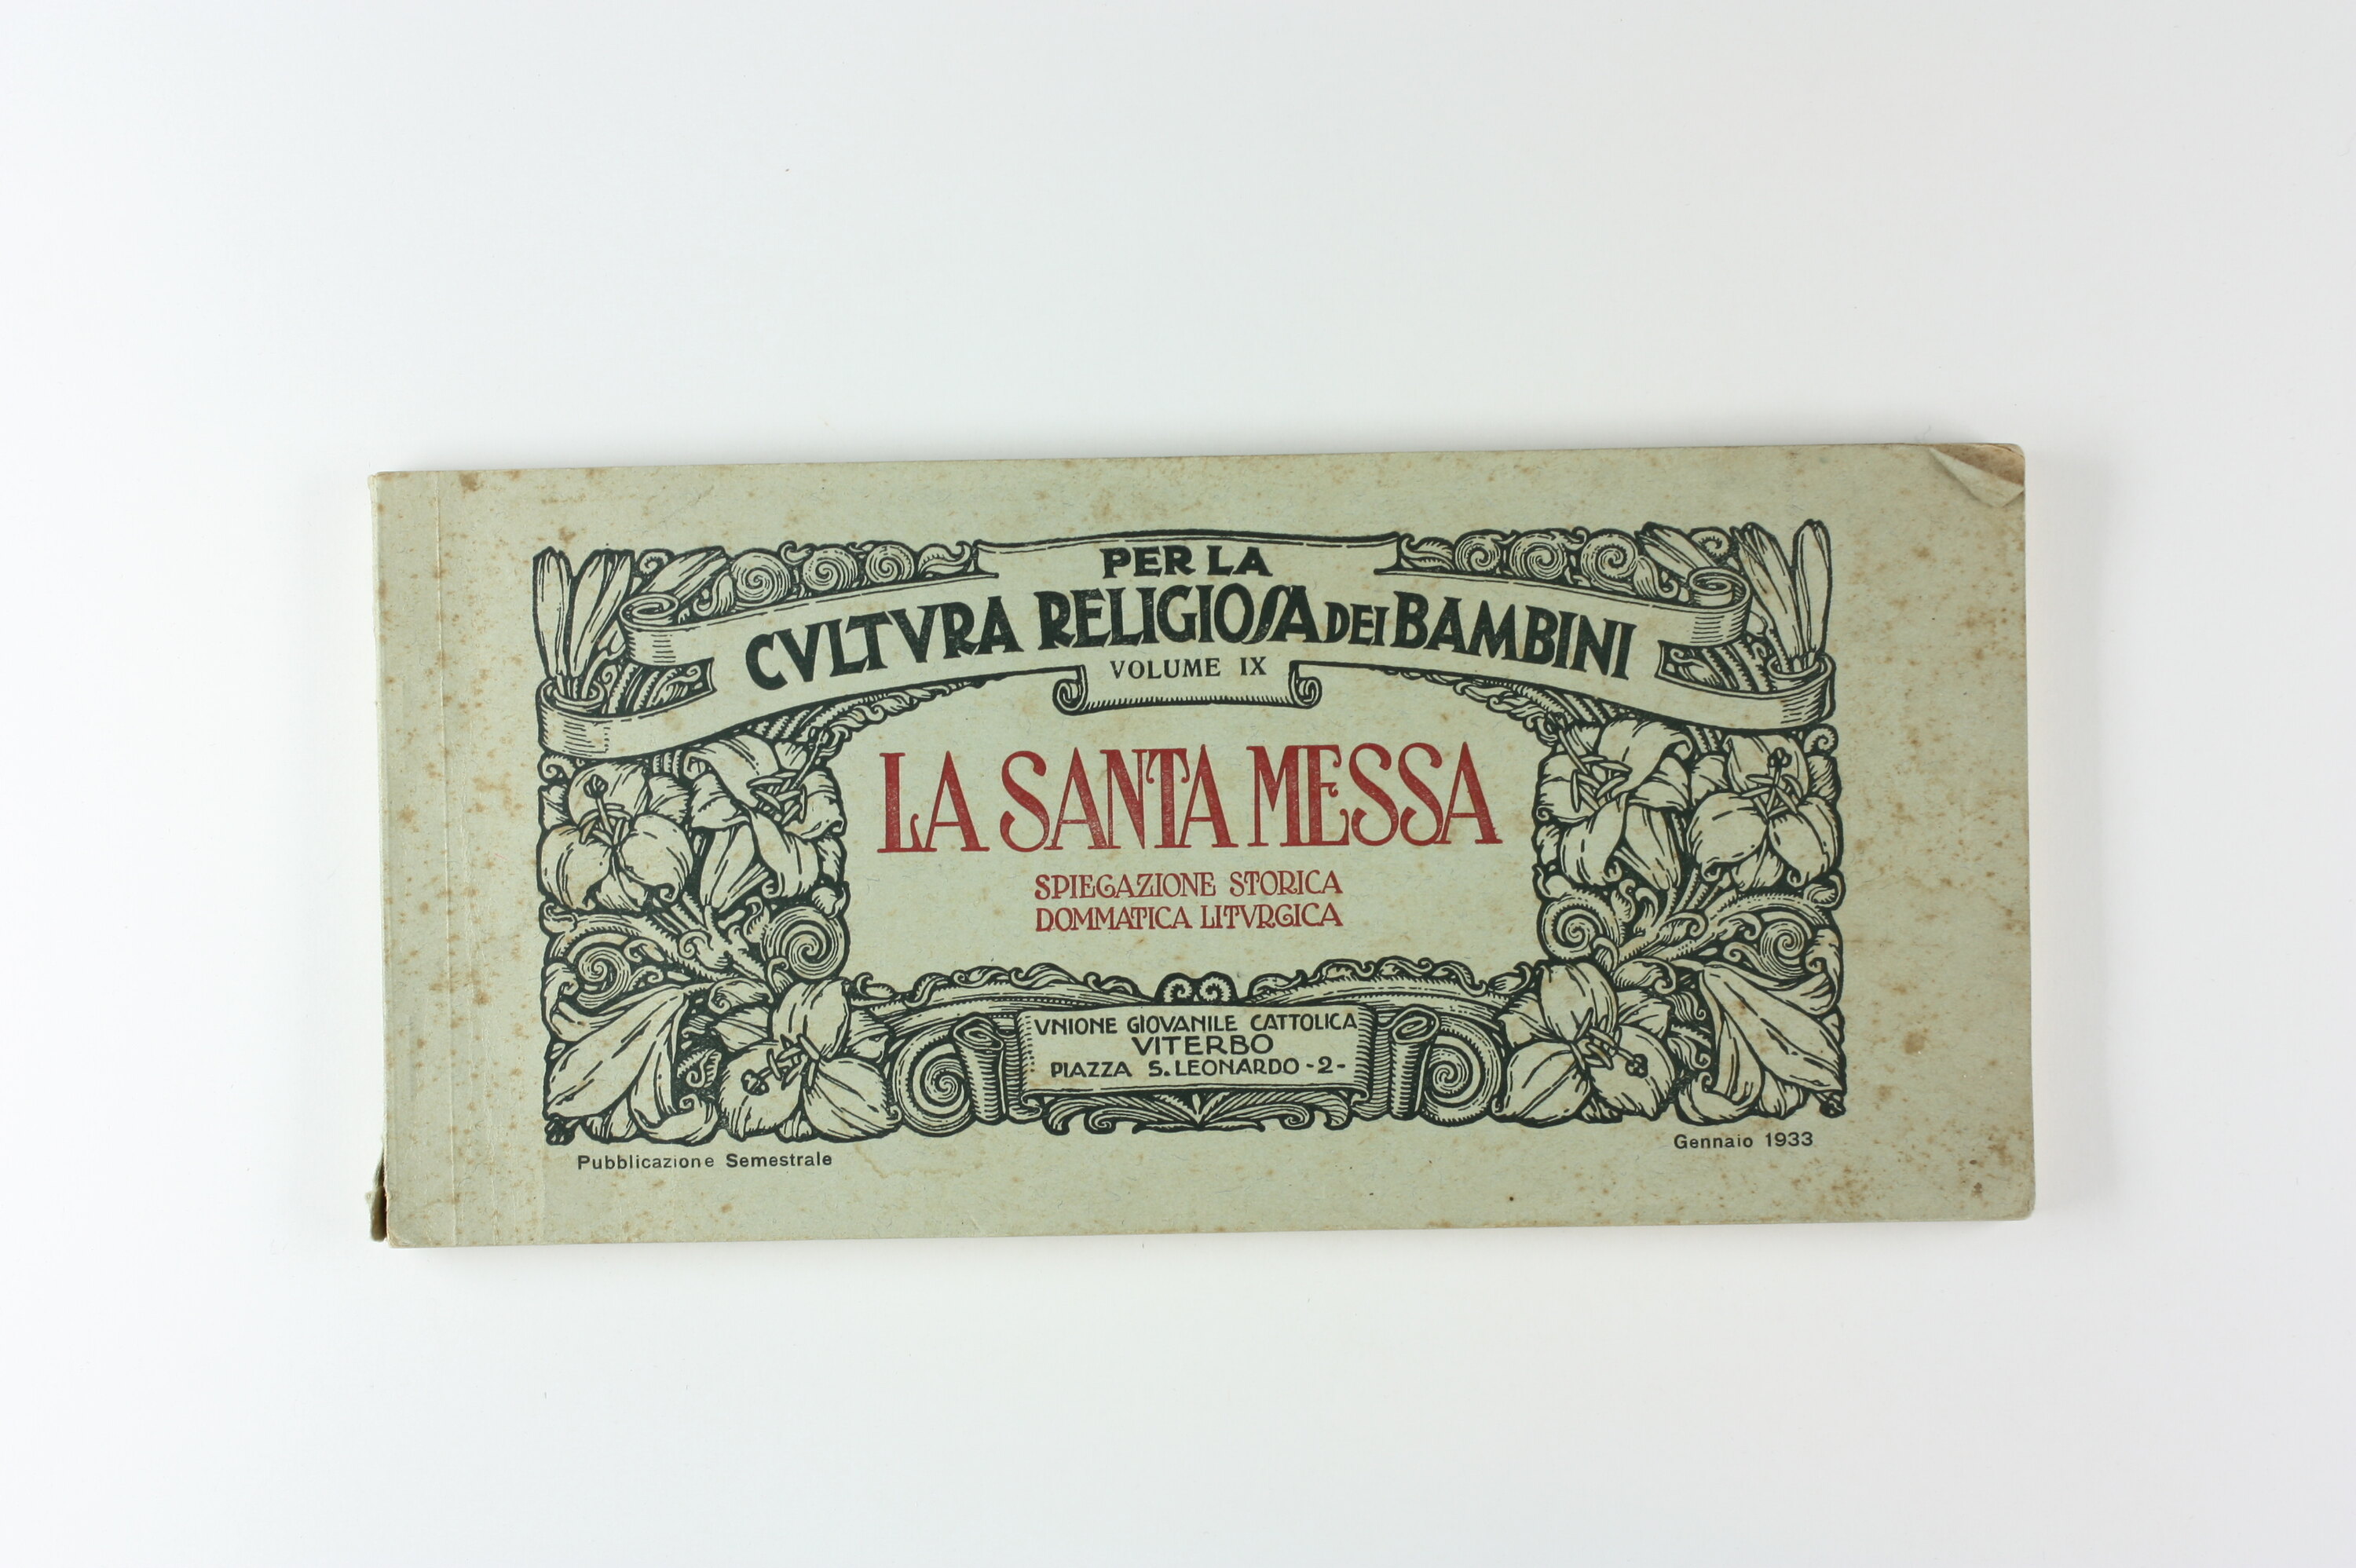 PER LA
CVLTVRA RELIGIOSA DEI BAMBINI
VOLUME IX
LA SANTA MESSA
SPIEGAZIONE STORICA
DOMMATICA LITVRGICA
VNIONE GIOVANILE CATTOLICA
VITERBO
PIAZZA S. LEONARDO -2-
Pubblicazione Semestrale
Gennaio 1933